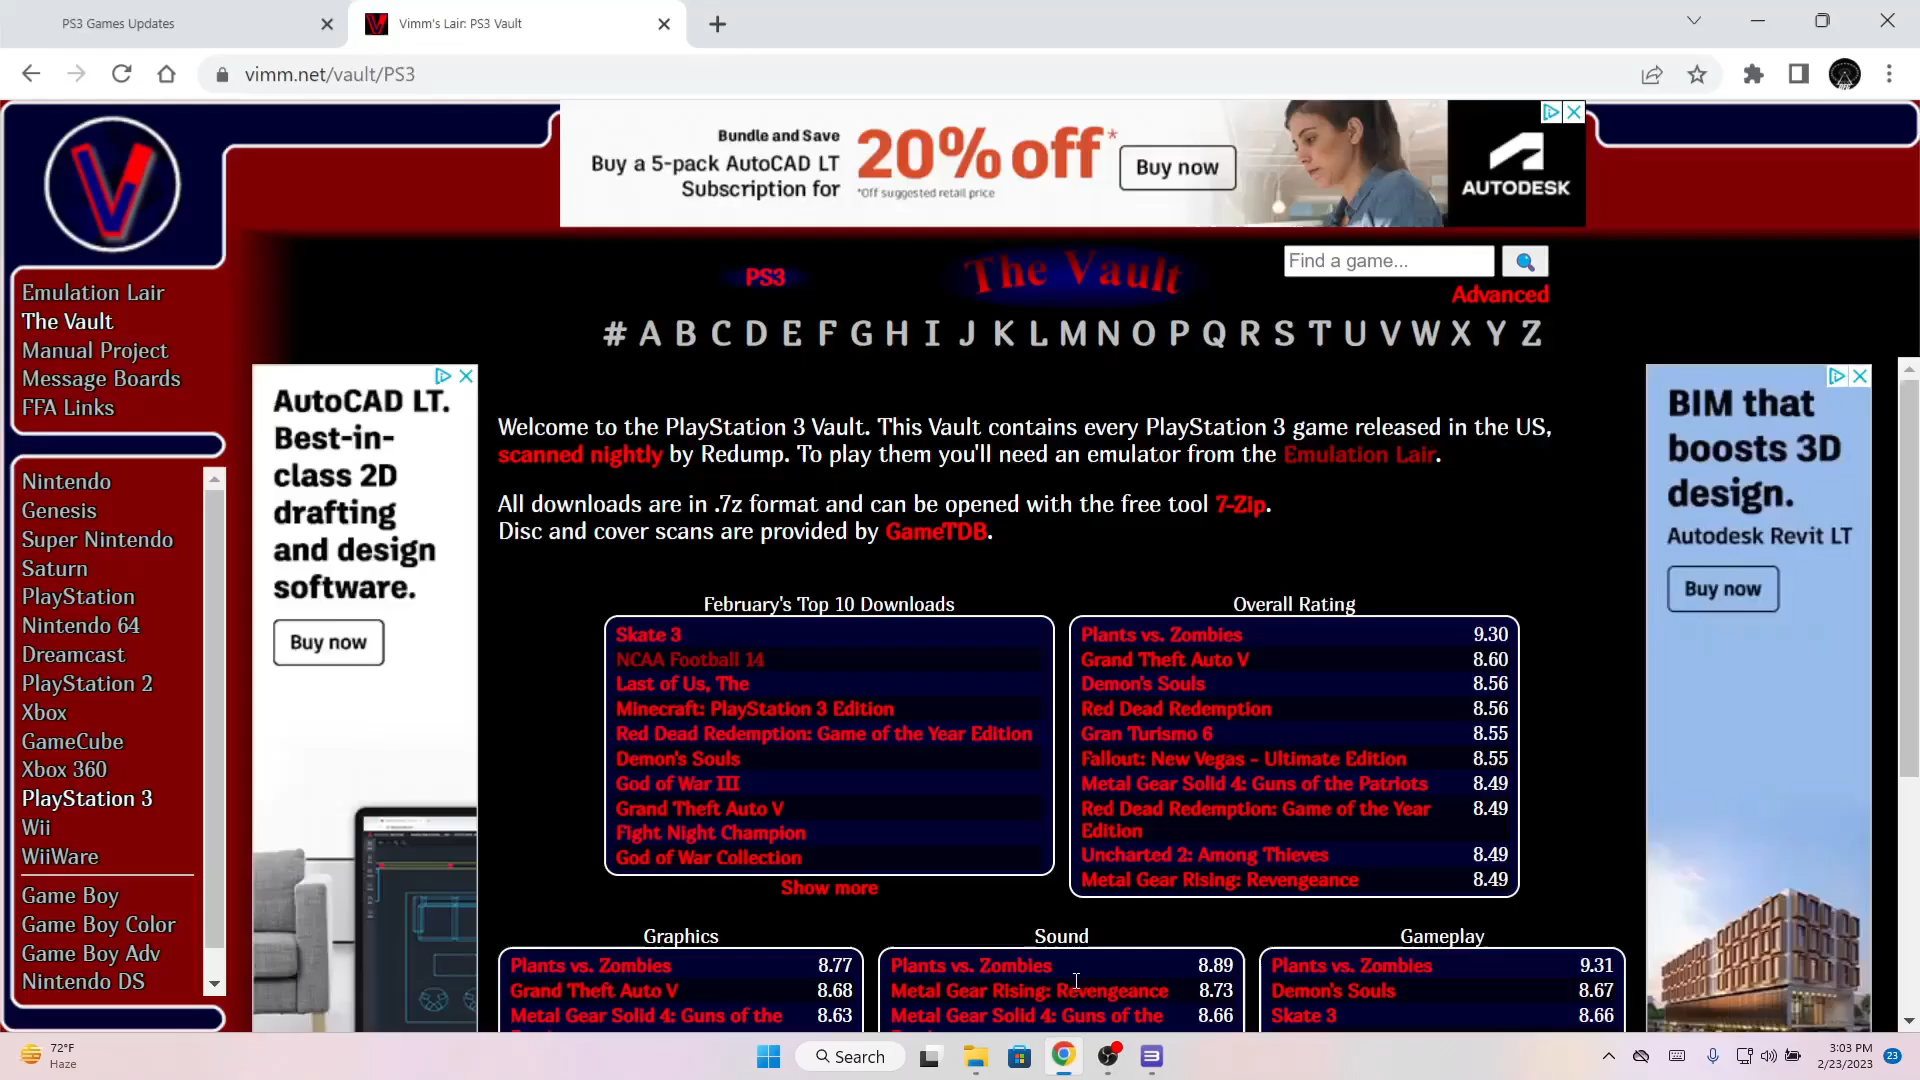 PS3 Games Updates
Vimm's Lair: PS3 Vault
vimm.net/vault/PS3
Bundle and Save
Buy a 5-pack AutoCAD LT
Subscription for
20% off*
*Off suggested retail price
Buy now
AUTODESK
PS3
The Vault
Find a game...
Advanced
# A B C D E F G H I J K L M N O P Q R S T U V W X Y Z
Emulation Lair
The Vault
Manual Project
Message Boards
FFA Links
Nintendo
Genesis
Super Nintendo
Saturn
PlayStation
Nintendo 64
Dreamcast
PlayStation 2
Xbox
GameCube
Xbox 360
PlayStation 3
Wii
WiiWare
Game Boy
Game Boy Color
Game Boy Adv
Nintendo DS
AutoCAD LT.
Best-in-
class 2D
drafting
and design
software.
Buy now
Welcome to the PlayStation 3 Vault. This Vault contains every PlayStation 3 game released in the US,
scanned nightly by Redump. To play them you'll need an emulator from the Emulation Lair.
All downloads are in .7z format and can be opened with the free tool 7-Zip.
Disc and cover scans are provided by GameTDB.
February's Top 10 Downloads
Skate 3
NCAA Football 14
Last of Us, The
Minecraft: PlayStation 3 Edition
Red Dead Redemption: Game of the Year Edition
Demon's Souls
God of War III
Grand Theft Auto V
Fight Night Champion
God of War Collection
Show more
Overall Rating
Plants vs. Zombies 9.30
Grand Theft Auto V 8.60
Demon's Souls 8.56
Red Dead Redemption 8.56
Gran Turismo 6 8.55
Fallout: New Vegas - Ultimate Edition 8.55
Metal Gear Solid 4: Guns of the Patriots 8.49
Red Dead Redemption: Game of the Year 8.49
Edition
Uncharted 2: Among Thieves 8.49
Metal Gear Rising: Revengeance 8.49
Graphics
Plants vs. Zombies 8.77
Grand Theft Auto V 8.68
Metal Gear Solid 4: Guns of the 8.63
Sound
Plants vs. Zombies 8.89
Metal Gear Rising: Revengeance 8.73
Metal Gear Solid 4: Guns of the 8.66
Gameplay
Plants vs. Zombies 9.31
Demon's Souls 8.67
Skate 3 8.66
BIM that
boosts 3D
design.
Autodesk Revit LT
Buy now
72°F
Haze
Search
3:03 PM
2/23/2023
23